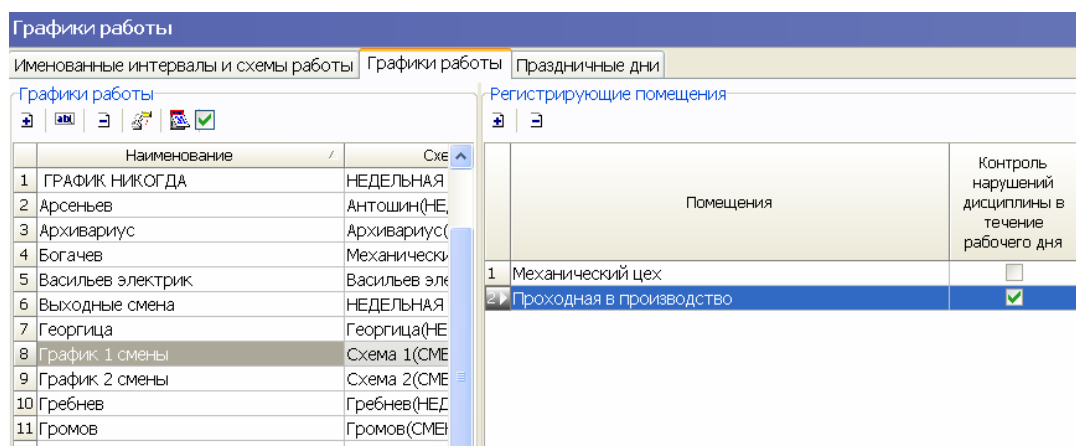 Графики работы
Именованные интервалы и схемы работы
Графики работы
Праздничные дни
Графики работы
Наименование
Схе
1 ГРАФИК НИКОГДА НЕДЕЛЬНАЯ
2 Арсеньев Антошин(НЕ
3 Архивариус Архивариус(
4 Богачев Механически
5 Васильев электрик Васильев эле
6 Выходные смена НЕДЕЛЬНАЯ
7 Георгица Георгица(НЕ
8 График 1 смены Схема 1(СМЕ
9 График 2 смены Схема 2(СМЕ
10 Гребнев Гребнев(НЕД
11 Громов Громов(СМЕН
Регистрирующие помещения
Помещения
Контроль
нарушений
дисциплины в
течение
рабочего дня
1 Механический цех
2 Проходная в производство